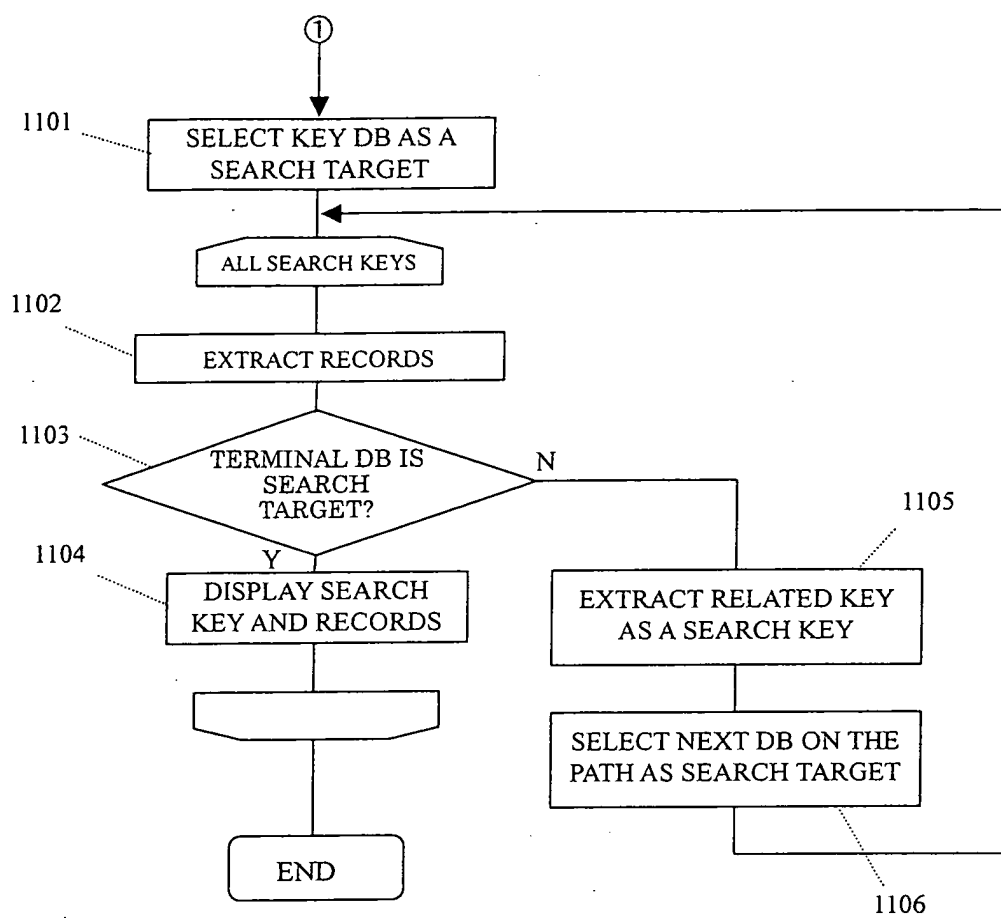 ①
1101
SELECT KEY DB AS A
SEARCH TARGET
ALL SEARCH KEYS
1102
EXTRACT RECORDS
1103
TERMINAL DB IS
SEARCH
TARGET?
N
Y
1104
DISPLAY SEARCH
KEY AND RECORDS
1105
EXTRACT RELATED KEY
AS A SEARCH KEY
SELECT NEXT DB ON THE
PATH AS SEARCH TARGET
1106
END